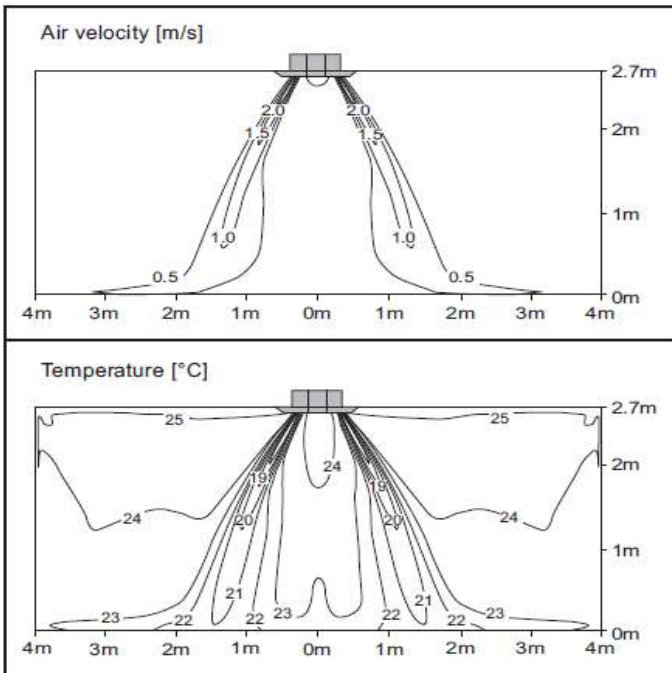 Air velocity [m/s]
2.7m
2.0 2.0
2m
1.5 1.5
1m
1.0 1.0
0.5 0.5
0m
4m 3m 2m 1m 0m 1m 2m 3m 4m
Temperature [°C]
2.7m
25 25
24
2m
19 19
24 20 20 24
1m
21 21
23 22 22 23 22 22 23
0m
4m 3m 2m 1m 0m 1m 2m 3m 4m